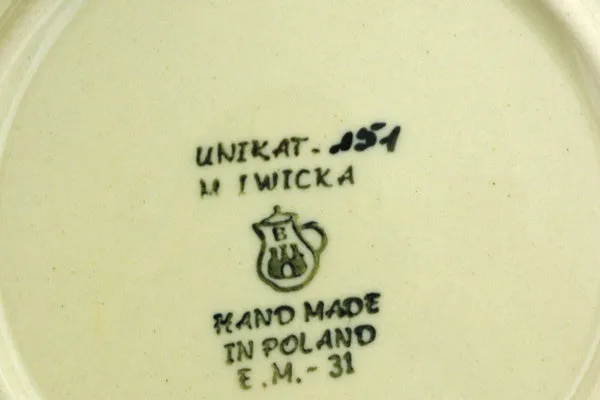 UNIKAT - 151
M IWICKA
B
HAND MADE
IN POLAND
E.M.- 31